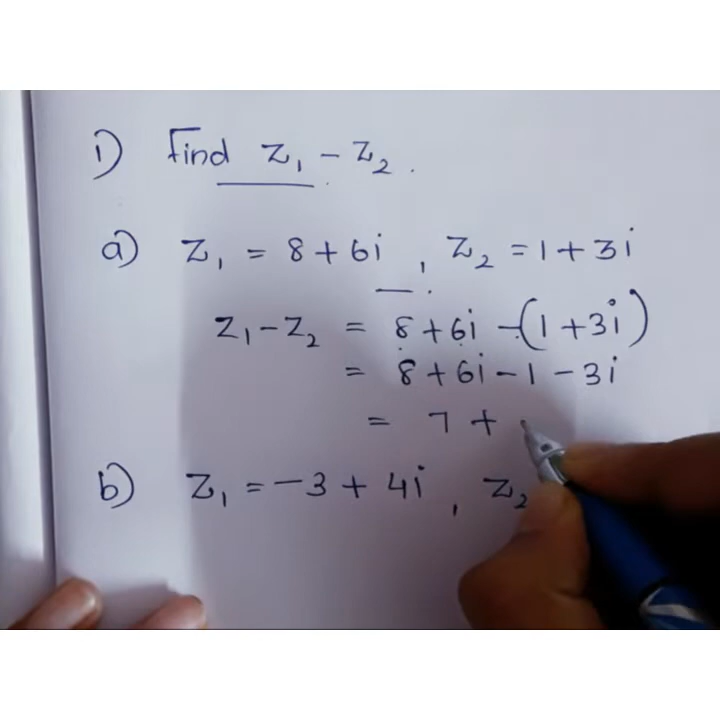 1) Find Z₁ - Z₂.
a) Z₁ = 8 + 6i , Z₂ = 1 + 3i
Z₁ - Z₂ = 8 + 6i - (1 + 3i)
= 8 + 6i - 1 - 3i
= 7 +
b) Z₁ = -3 + 4i , Z₂